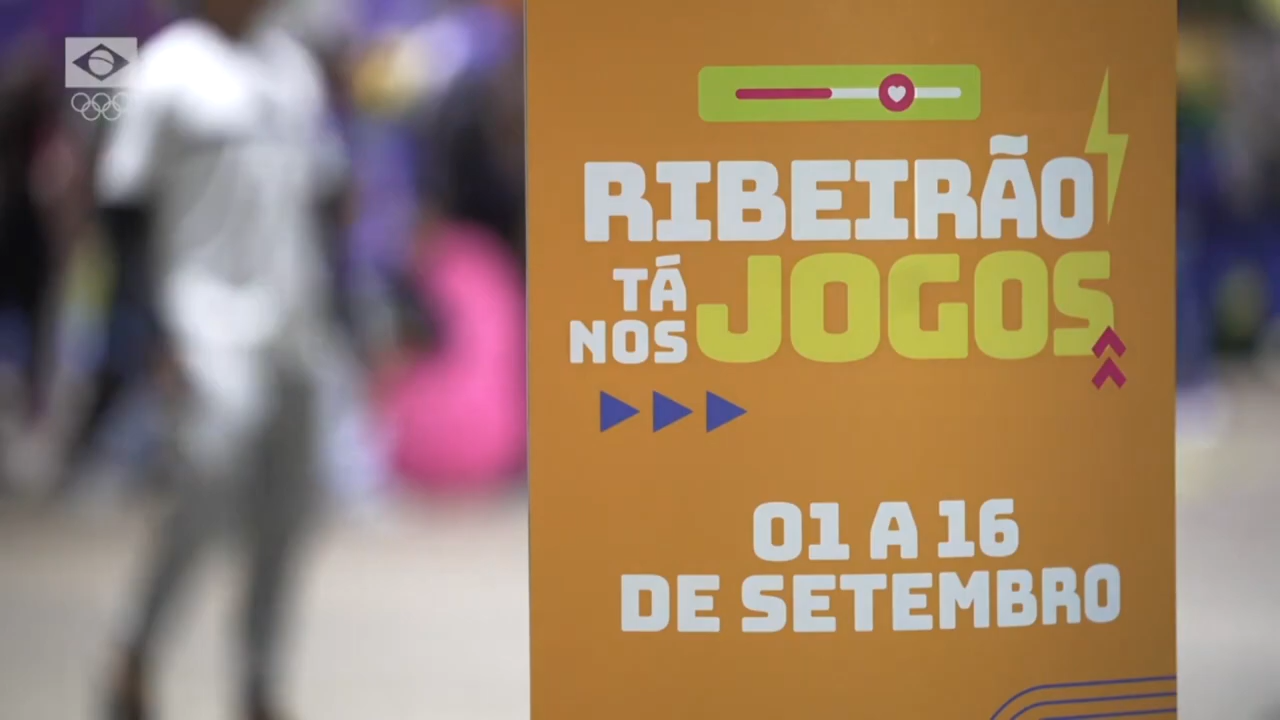 RIBEIRÃO
TÁ
NOS JOGOS
01 A 16
DE SETEMBRO